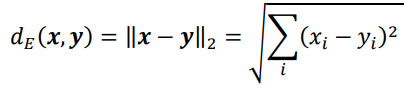 d_E(x, y) = ‖x − y‖₂ = √(∑_i (x_i − y_i)²)